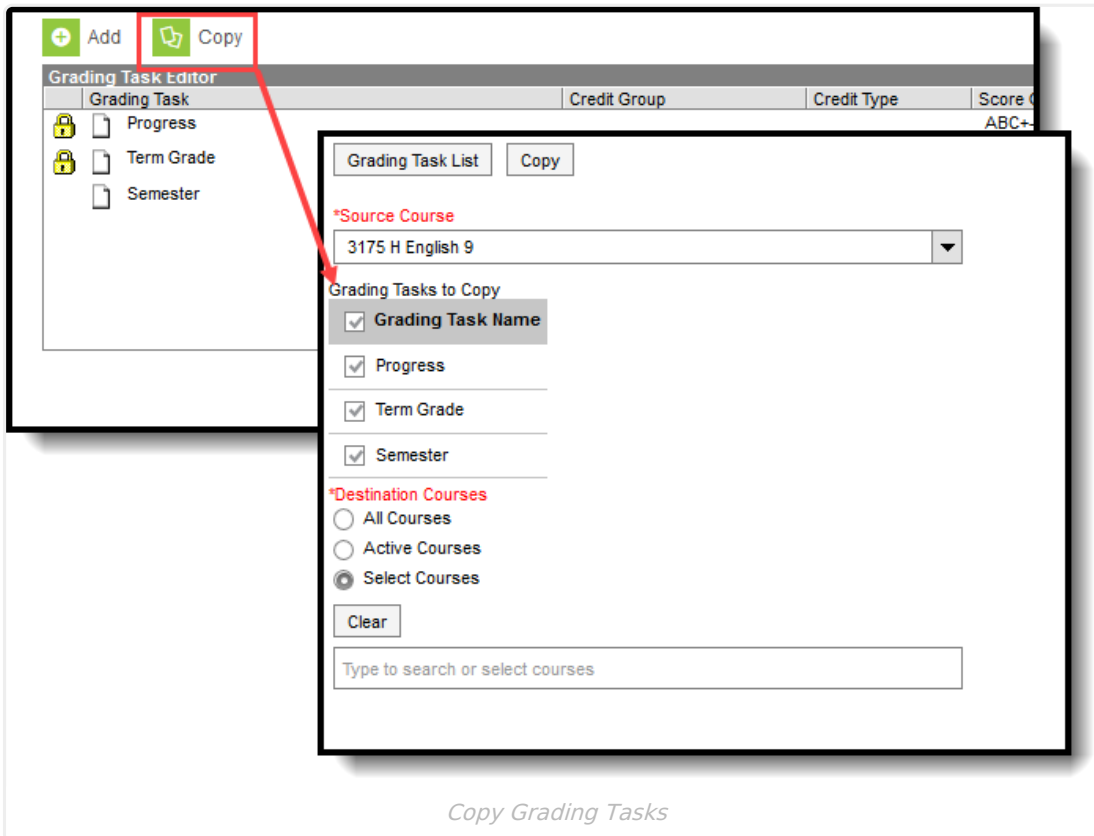 Add Copy
Grading Task Editor
Grading Task Credit Group Credit Type Score
Progress ABC+-
Term Grade
Semester
Grading Task List Copy
*Source Course
3175 H English 9
Grading Tasks to Copy
Grading Task Name
Progress
Term Grade
Semester
*Destination Courses
All Courses
Active Courses
Select Courses
Clear
Type to search or select courses
Copy Grading Tasks